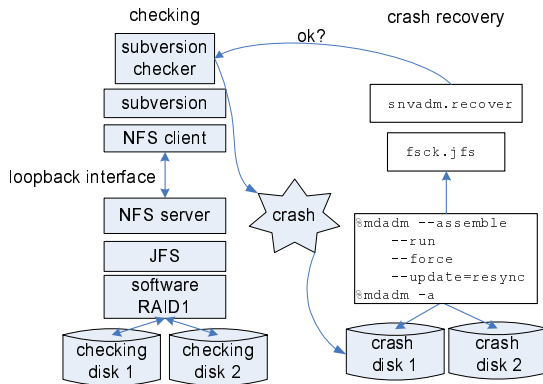 checking
crash recovery
ok?
subversion
checker
subversion
NFS client
loopback interface
NFS server
JFS
software
RAID1
checking
disk 1
checking
disk 2
crash
snvadm.recover
fsck.jfs
%mdadm --assemble
--run
--force
--update=resync
%mdadm -a
crash
disk 1
crash
disk 2